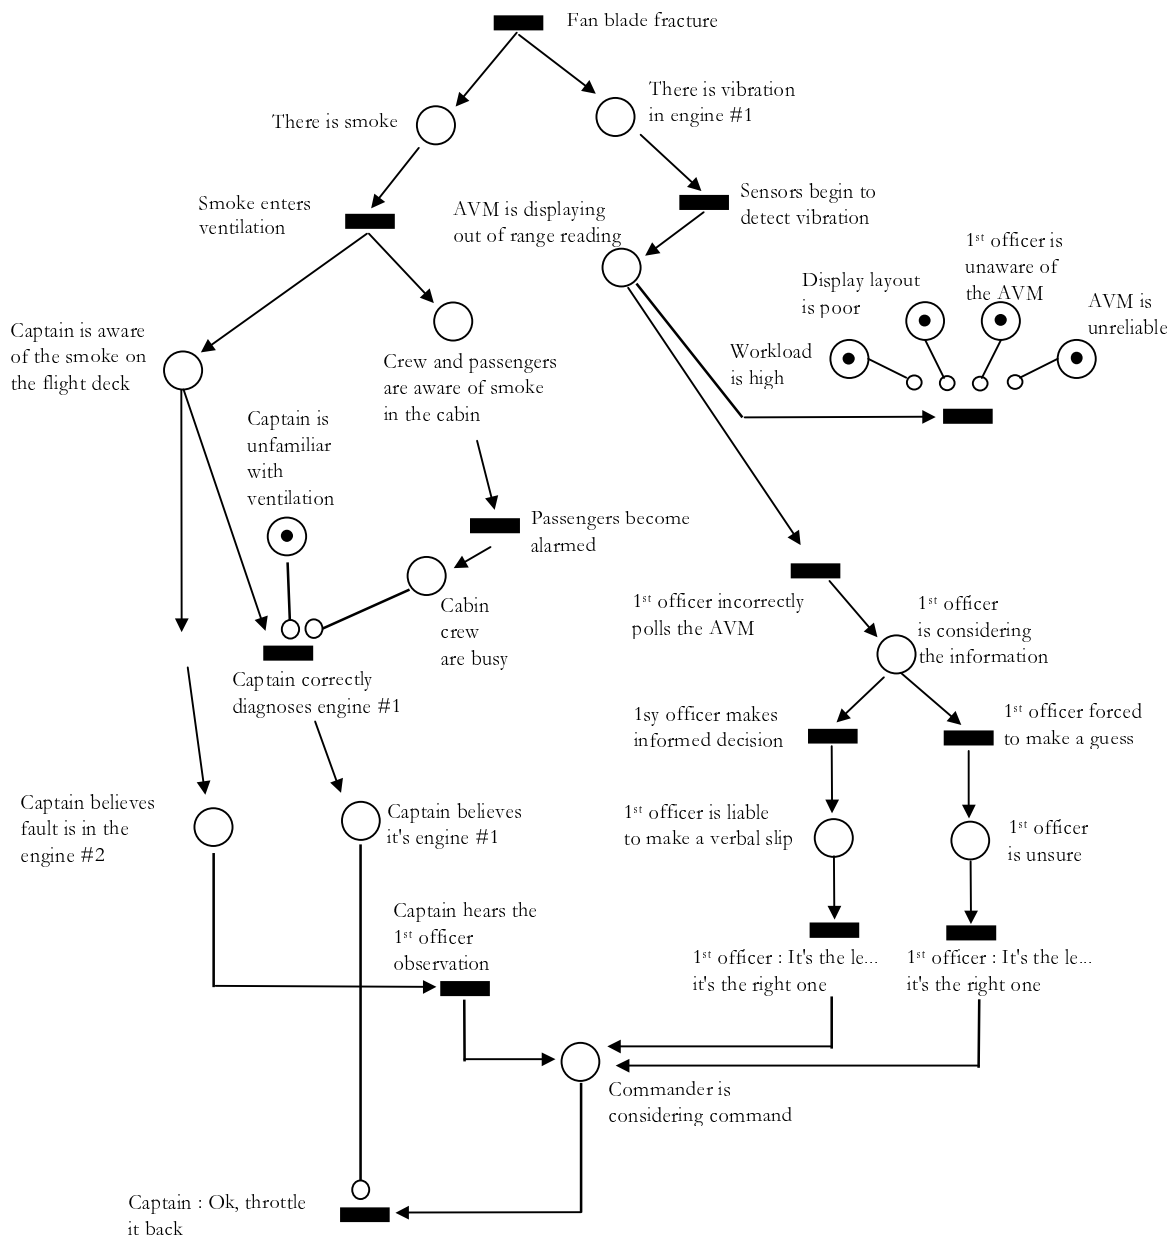 Fan blade fracture
There is vibration
in engine #1
There is smoke
Smoke enters
ventilation
AVM is displaying
out of range reading
Sensors begin to
detect vibration
1st officer is
unaware of
the AVM
Display layout
is poor
AVM is
unreliable
Workload
is high
Captain is aware
of the smoke on
the flight deck
Crew and passengers
are aware of smoke
in the cabin
Captain is
unfamiliar
with
ventilation
Passengers become
alarmed
Cabin
crew
are busy
1st officer incorrectly
polls the AVM
1st officer
is considering
the information
Captain correctly
diagnoses engine #1
1sy officer makes
informed decision
1st officer forced
to make a guess
Captain believes
fault is in the
engine #2
Captain believes
it's engine #1
1st officer is liable
to make a verbal slip
1st officer
is unsure
Captain hears the
1st officer
observation
1st officer : It's the le...
it's the right one
1st officer : It's the le...
it's the right one
Commander is
considering command
Captain : Ok, throttle
it back